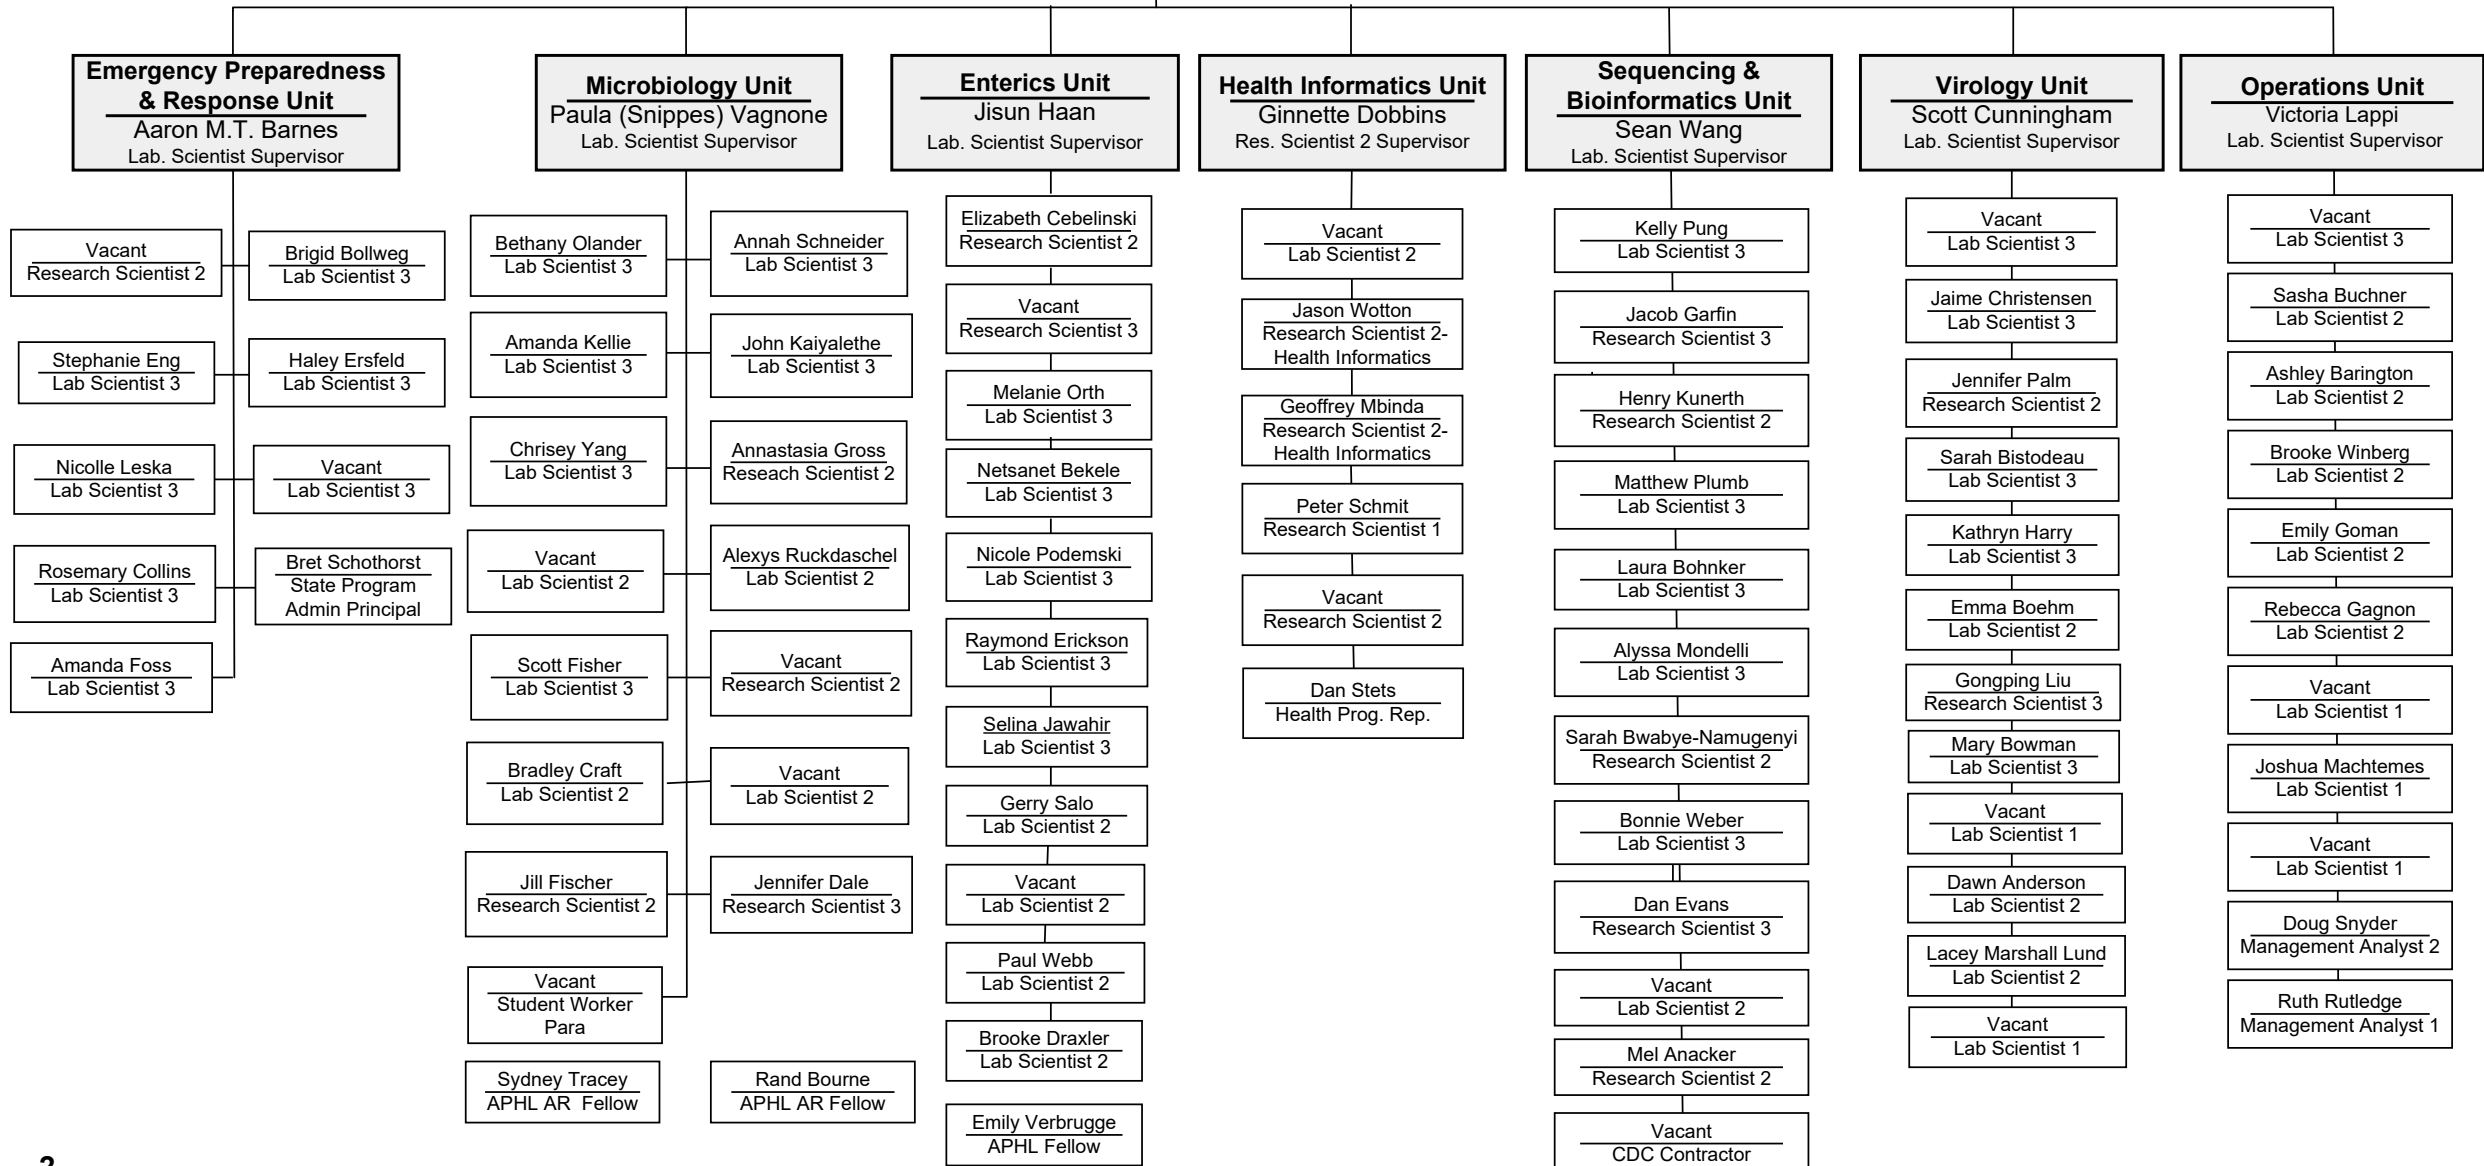 Emergency Preparedness
& Response Unit
Aaron M.T. Barnes
Lab. Scientist Supervisor
Vacant
Research Scientist 2
Brigid Bollweg
Lab Scientist 3
Stephanie Eng
Lab Scientist 3
Haley Ersfeld
Lab Scientist 3
Nicolle Leska
Lab Scientist 3
Vacant
Lab Scientist 3
Rosemary Collins
Lab Scientist 3
Bret Schothorst
State Program
Admin Principal
Amanda Foss
Lab Scientist 3
Microbiology Unit
Paula (Snippes) Vagnone
Lab. Scientist Supervisor
Bethany Olander
Lab Scientist 3
Annah Schneider
Lab Scientist 3
Amanda Kellie
Lab Scientist 3
John Kaiyalethe
Lab Scientist 3
Chrisey Yang
Lab Scientist 3
Annastasia Gross
Reseach Scientist 2
Vacant
Lab Scientist 2
Alexys Ruckdaschel
Lab Scientist 2
Scott Fisher
Lab Scientist 3
Vacant
Research Scientist 2
Bradley Craft
Lab Scientist 2
Vacant
Lab Scientist 2
Jill Fischer
Research Scientist 2
Jennifer Dale
Research Scientist 3
Vacant
Student Worker
Para
Sydney Tracey
APHL AR  Fellow
Rand Bourne
APHL AR Fellow
Enterics Unit
Jisun Haan
Lab. Scientist Supervisor
Elizabeth Cebelinski
Research Scientist 2
Vacant
Research Scientist 3
Melanie Orth
Lab Scientist 3
Netsanet Bekele
Lab Scientist 3
Nicole Podemski
Lab Scientist 3
Raymond Erickson
Lab Scientist 3
Selina Jawahir
Lab Scientist 3
Gerry Salo
Lab Scientist 2
Vacant
Lab Scientist 2
Paul Webb
Lab Scientist 2
Brooke Draxler
Lab Scientist 2
Emily Verbrugge
APHL Fellow
Health Informatics Unit
Ginnette Dobbins
Res. Scientist 2 Supervisor
Vacant
Lab Scientist 2
Jason Wotton
Research Scientist 2-
Health Informatics
Geoffrey Mbinda
Research Scientist 2-
Health Informatics
Peter Schmit
Research Scientist 1
Vacant
Research Scientist 2
Dan Stets
Health Prog. Rep.
Sequencing &
Bioinformatics Unit
Sean Wang
Lab. Scientist Supervisor
Kelly Pung
Lab Scientist 3
Jacob Garfin
Research Scientist 3
Henry Kunerth
Research Scientist 2
Matthew Plumb
Lab Scientist 3
Laura Bohnker
Lab Scientist 3
Alyssa Mondelli
Lab Scientist 3
Sarah Bwabye-Namugenyi
Research Scientist 2
Bonnie Weber
Lab Scientist 3
Dan Evans
Research Scientist 3
Vacant
Lab Scientist 2
Mel Anacker
Research Scientist 2
Vacant
CDC Contractor
Virology Unit
Scott Cunningham
Lab. Scientist Supervisor
Vacant
Lab Scientist 3
Jaime Christensen
Lab Scientist 3
Jennifer Palm
Research Scientist 2
Sarah Bistodeau
Lab Scientist 3
Kathryn Harry
Lab Scientist 3
Emma Boehm
Lab Scientist 2
Gongping Liu
Research Scientist 3
Mary Bowman
Lab Scientist 3
Vacant
Lab Scientist 1
Dawn Anderson
Lab Scientist 2
Lacey Marshall Lund
Lab Scientist 2
Vacant
Lab Scientist 1
Operations Unit
Victoria Lappi
Lab. Scientist Supervisor
Vacant
Lab Scientist 3
Sasha Buchner
Lab Scientist 2
Ashley Barington
Lab Scientist 2
Brooke Winberg
Lab Scientist 2
Emily Goman
Lab Scientist 2
Rebecca Gagnon
Lab Scientist 2
Vacant
Lab Scientist 1
Joshua Machtemes
Lab Scientist 1
Vacant
Lab Scientist 1
Doug Snyder
Management Analyst 2
Ruth Rutledge
Management Analyst 1